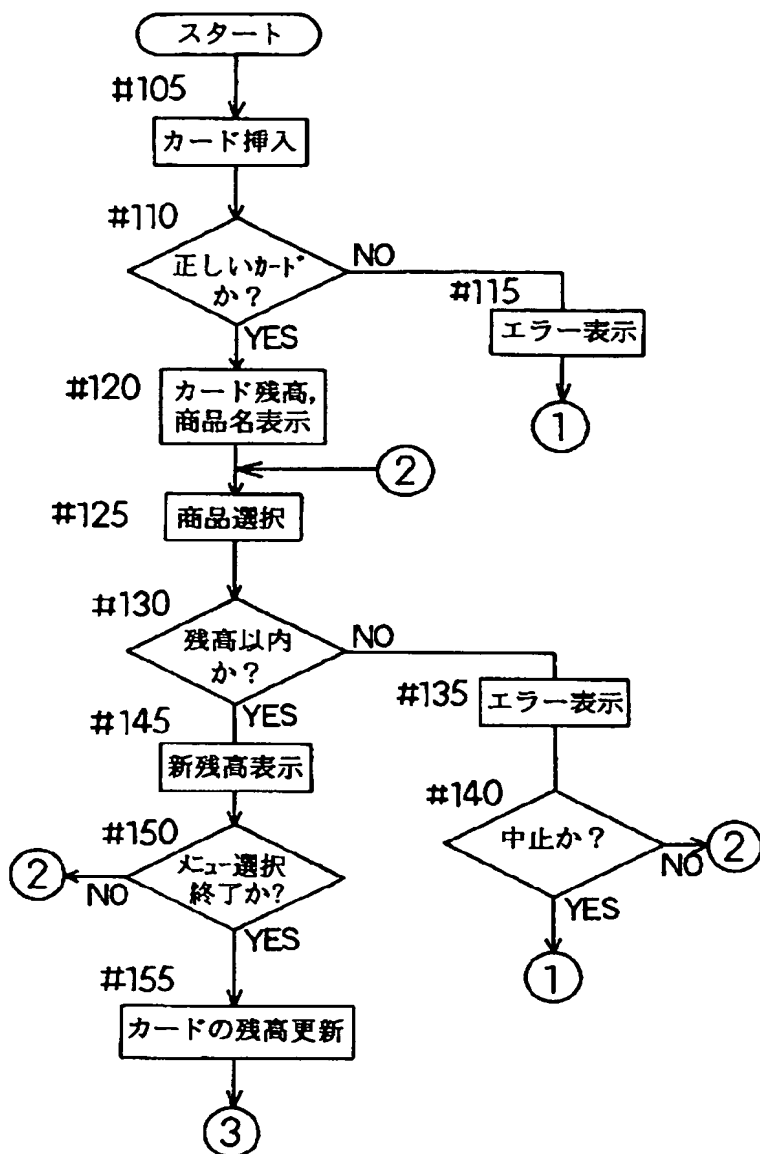 スタート
#105
カード挿入
#110
正しいｶｰﾄﾞ
か？
NO
YES
#115
エラー表示
①
#120
カード残高,
商品名表示
②
#125
商品選択
#130
残高以内
か？
NO
YES
#135
エラー表示
#140
中止か？
NO
②
YES
①
#145
新残高表示
#150
ﾒﾆｭｰ選択
終了か?
NO
②
YES
#155
カードの残高更新
③